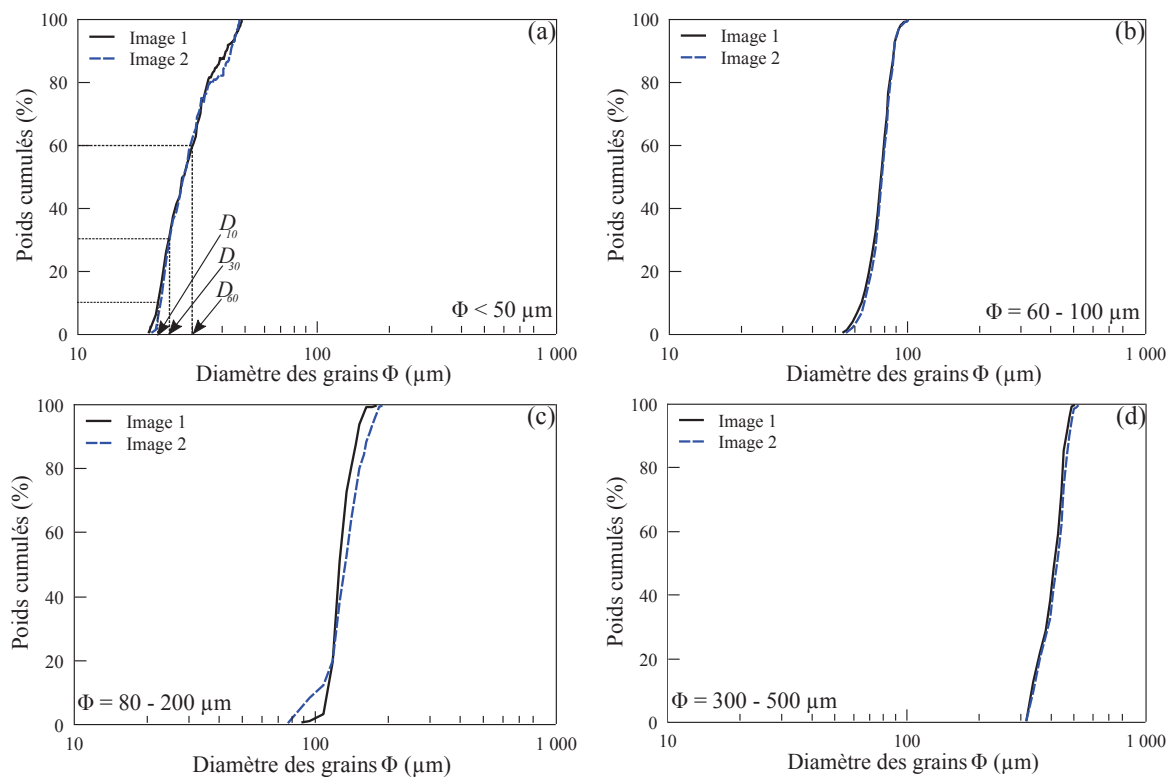 (a)
Image 1
Image 2
Poids cumulés (%)
100
80
60
40
20
0
D10
D30
D60
Φ < 50 µm
10
100
1 000
Diamètre des grains Φ (µm)
(b)
Image 1
Image 2
Poids cumulés (%)
100
80
60
40
20
0
Φ = 60 - 100 µm
10
100
1 000
Diamètre des grains Φ (µm)
(c)
Image 1
Image 2
Poids cumulés (%)
100
80
60
40
20
0
Φ = 80 - 200 µm
10
100
1 000
Diamètre des grains Φ (µm)
(d)
Image 1
Image 2
Poids cumulés (%)
100
80
60
40
20
0
Φ = 300 - 500 µm
10
100
1 000
Diamètre des grains Φ (µm)